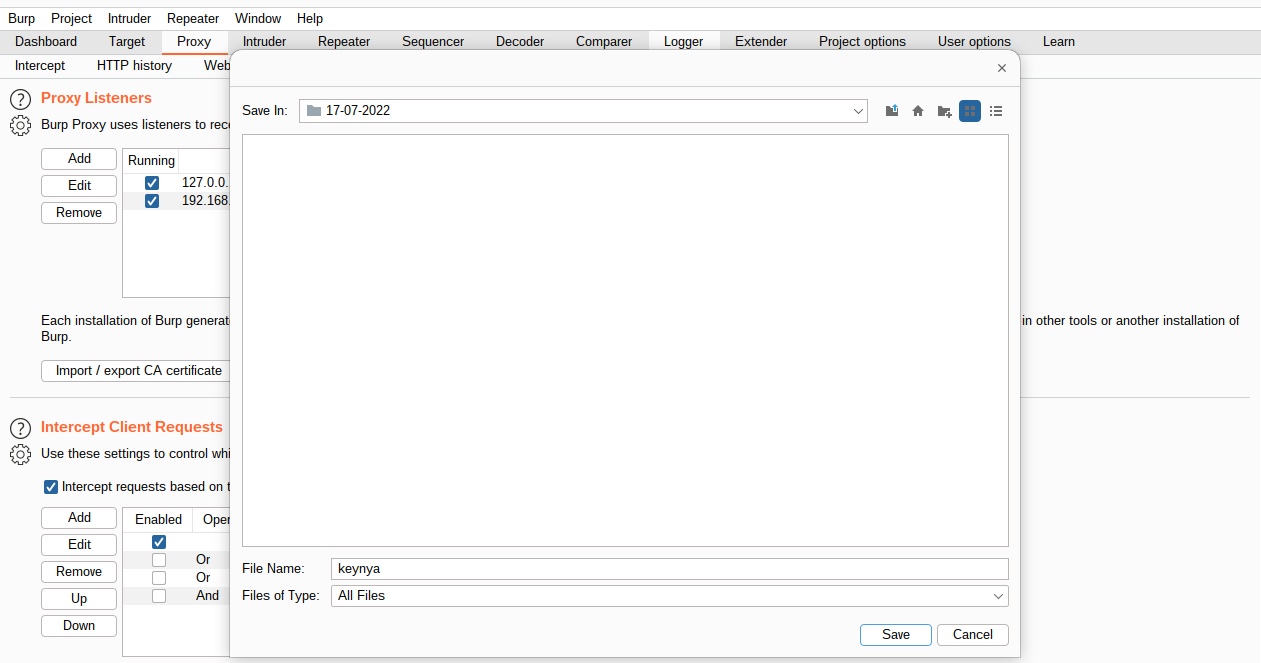 Burp Project Intruder Repeater Window Help
Dashboard Target Proxy Intruder Repeater Sequencer Decoder Comparer Logger Extender Project options User options Learn
Intercept HTTP history Web
Proxy Listeners
Burp Proxy uses listeners to rec
Add
Edit
Remove
Running
127.0.0.
192.168.
Each installation of Burp generat
in other tools or another installation of
Burp.
Import / export CA certificate
Intercept Client Requests
Use these settings to control whi
Intercept requests based on t
Add
Edit
Remove
Up
Down
Enabled Oper
Or
Or
And
Save In: 17-07-2022
File Name: keynya
Files of Type: All Files
Save Cancel